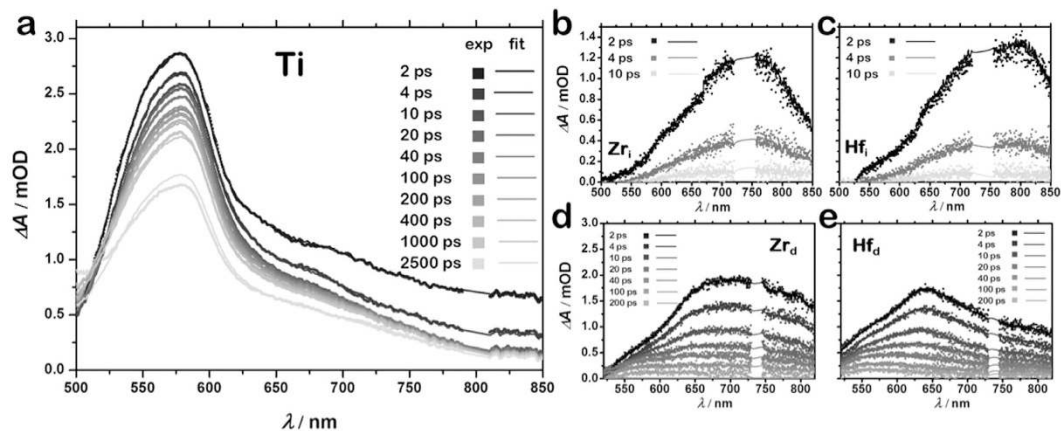 a
Ti
exp fit
2 ps
4 ps
10 ps
20 ps
40 ps
100 ps
200 ps
400 ps
1000 ps
2500 ps
3.0
2.5
2.0
1.5
1.0
0.5
0.0
ΔA / mOD
500 550 600 650 700 750 800 850
λ / nm
b
2 ps
4 ps
10 ps
Zrᵢ
1.4
1.2
1.0
0.8
0.6
0.4
0.2
0.0
ΔA / mOD
500 550 600 650 700 750 800 850
λ / nm
c
2 ps
4 ps
10 ps
Hfᵢ
500 550 600 650 700 750 800 850
λ / nm
d
2 ps
4 ps
10 ps
20 ps
40 ps
100 ps
200 ps
Zr_d
3.0
2.5
2.0
1.5
1.0
0.5
0.0
ΔA / mOD
550 600 650 700 750 800
λ / nm
e
Hf_d
2 ps
4 ps
10 ps
20 ps
40 ps
100 ps
200 ps
550 600 650 700 750 800
λ / nm